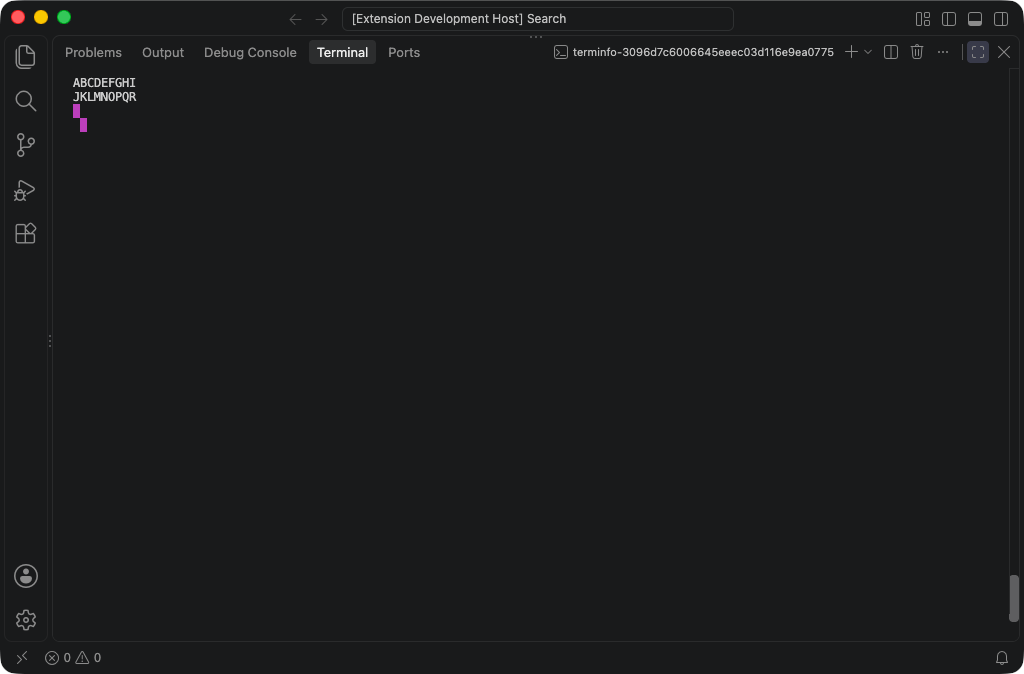 [Extension Development Host] Search
Problems Output Debug Console Terminal Ports terminfo-3096d7c6006645eeec03d116e9ea0775
ABCDEFGHI
JKLMNOPQR
0 0